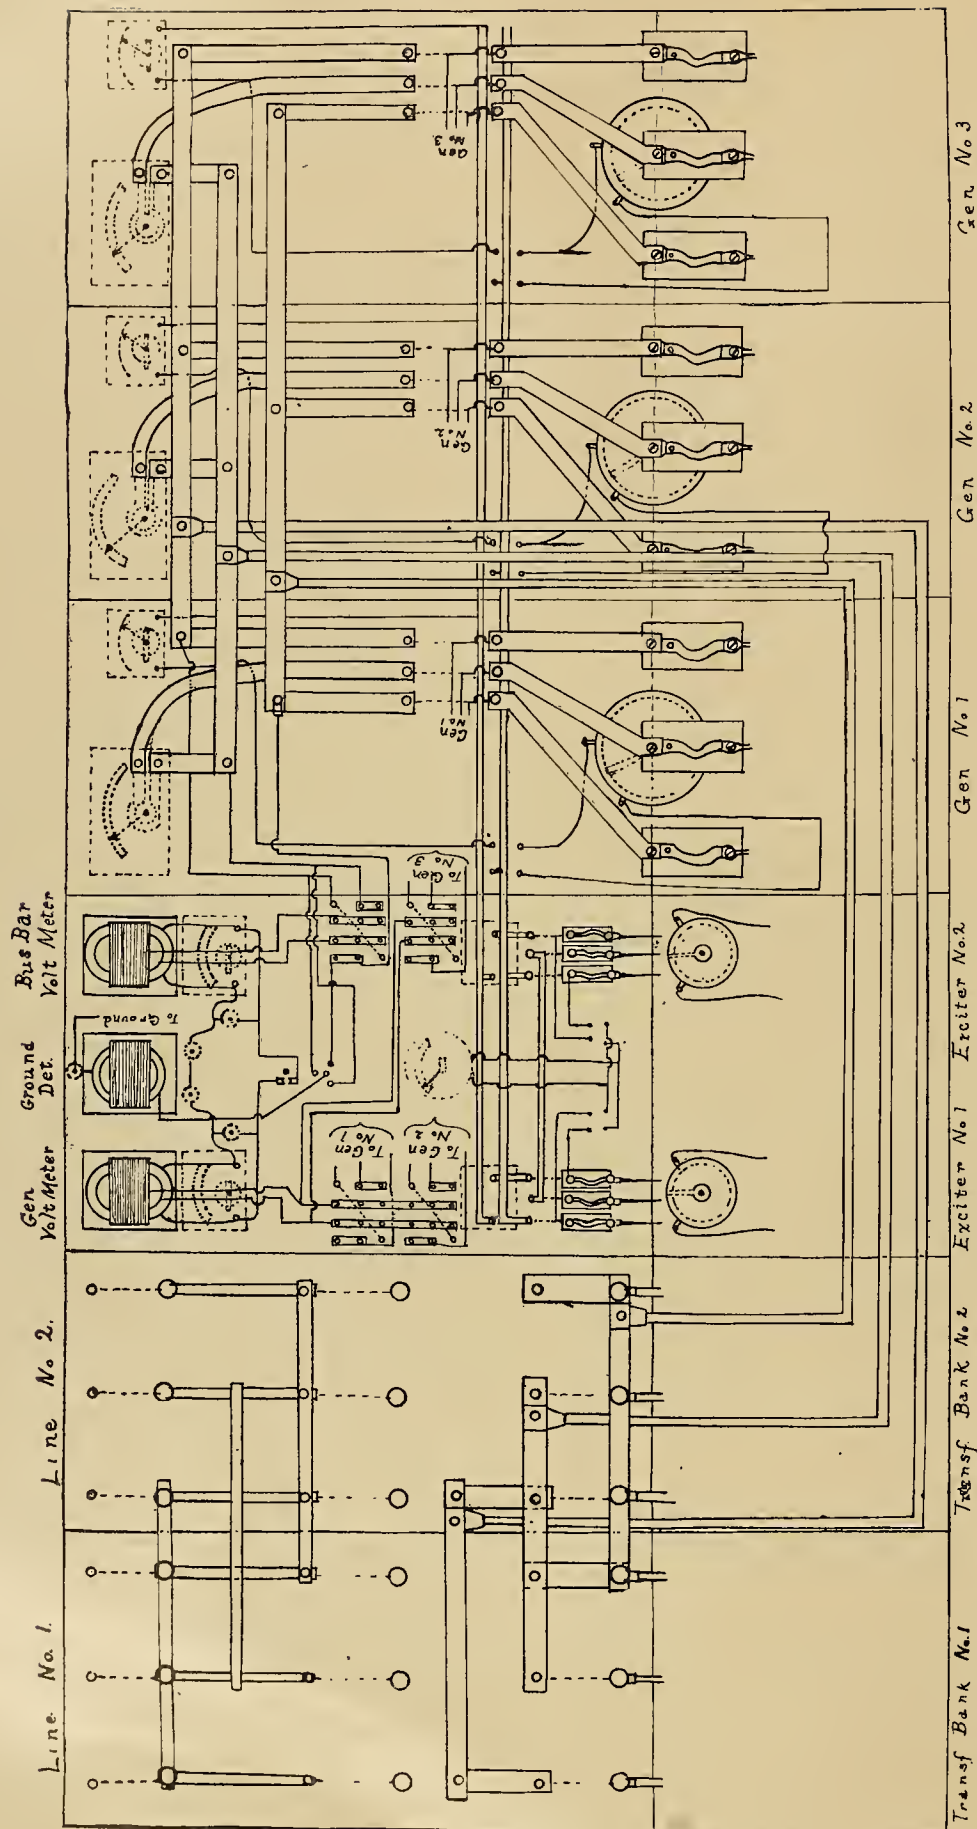 Line No. 1.
Line No 2.
Gen
Volt Meter
Ground
Det.
Bus Bar
Volt Meter
To Ground
To Gen
No 1
To Gen
No 2
To Gen
No 3
Gen
No 1
Gen
No 2
Gen
No 3.
Transf Bank No.1
Transf. Bank No 2
Exciter No 1
Exciter No.2
Gen No 1
Gen No 2
Gen No 3